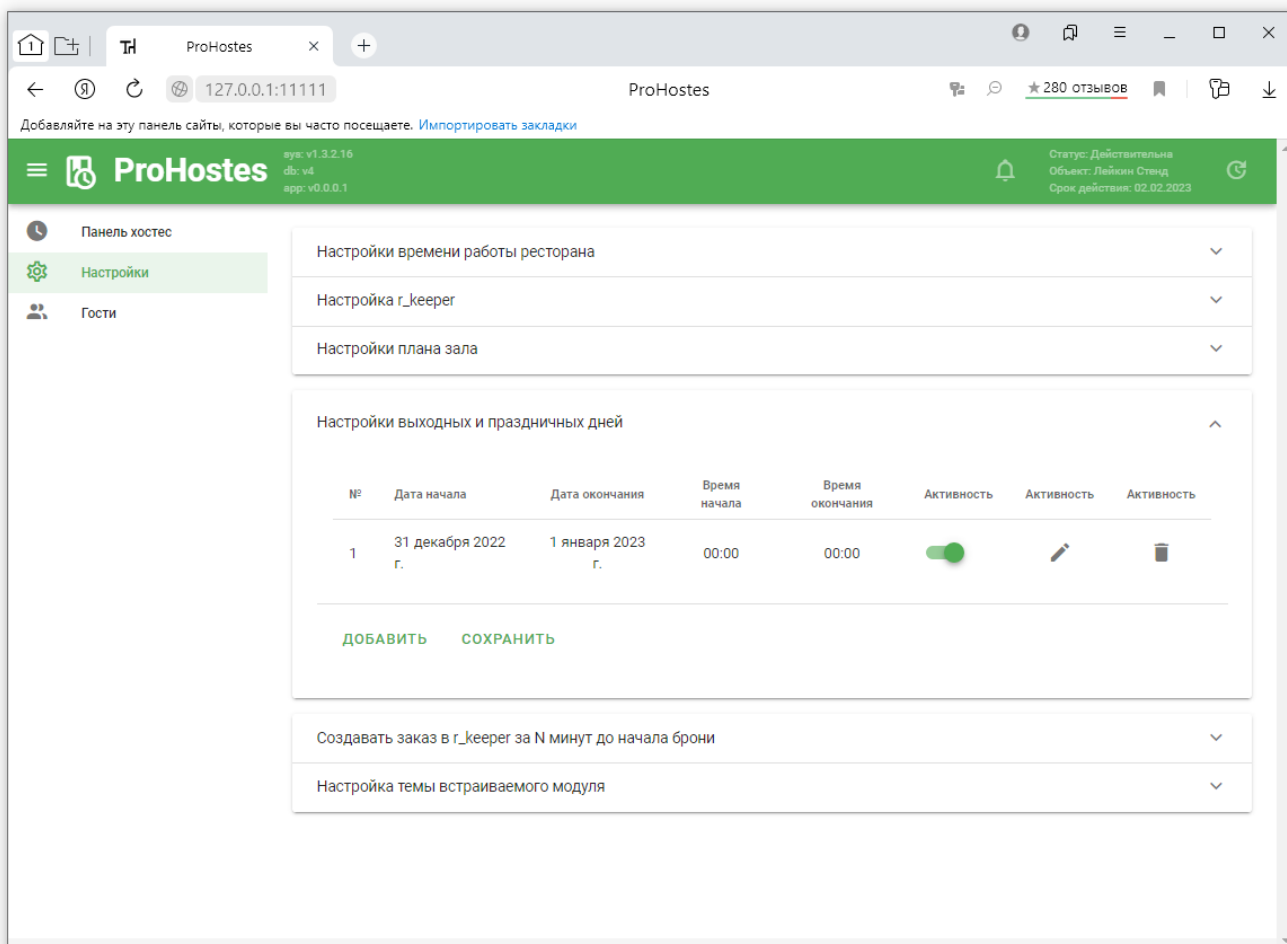 1
ProHostes
Я
127.0.0.1:11111
ProHostes
★280 отзывов
Добавляйте на эту панель сайты, которые вы часто посещаете. Импортировать закладки
ProHostes
sys: v1.3.2.16
db: v4
app: v0.0.0.1
Статус: Действительна
Объект: Лейкин Стенд
Срок действия: 02.02.2023
Панель хостес
Настройки
Гости
Настройки времени работы ресторана
Настройка r_keeper
Настройки плана зала
Настройки выходных и праздничных дней
№ Дата начала Дата окончания Время начала Время окончания Активность Активность Активность
1 31 декабря 2022 г. 1 января 2023 г. 00:00 00:00
ДОБАВИТЬ СОХРАНИТЬ
Создавать заказ в r_keeper за N минут до начала брони
Настройка темы встраиваемого модуля